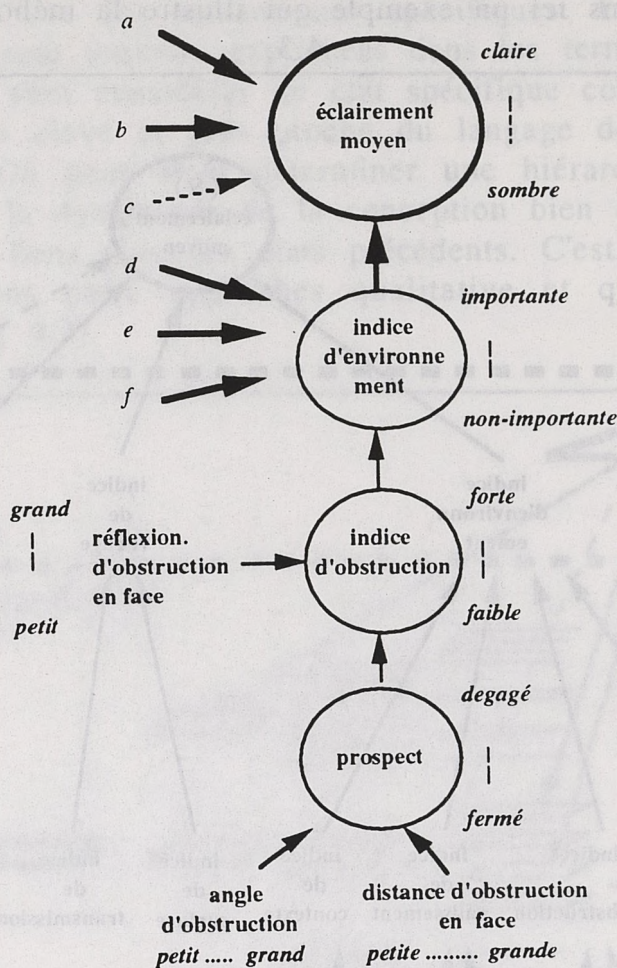 a
claire
éclairement
moyen
b
sombre
c
d
importante
indice
d'environne
ment
e
f
non-importante
grand
forte
réflexion.
d'obstruction
en face
indice
d'obstruction
petit
faible
degagé
prospect
fermé
angle
d'obstruction
petit ..... grand
distance d'obstruction
en face
petite ......... grande